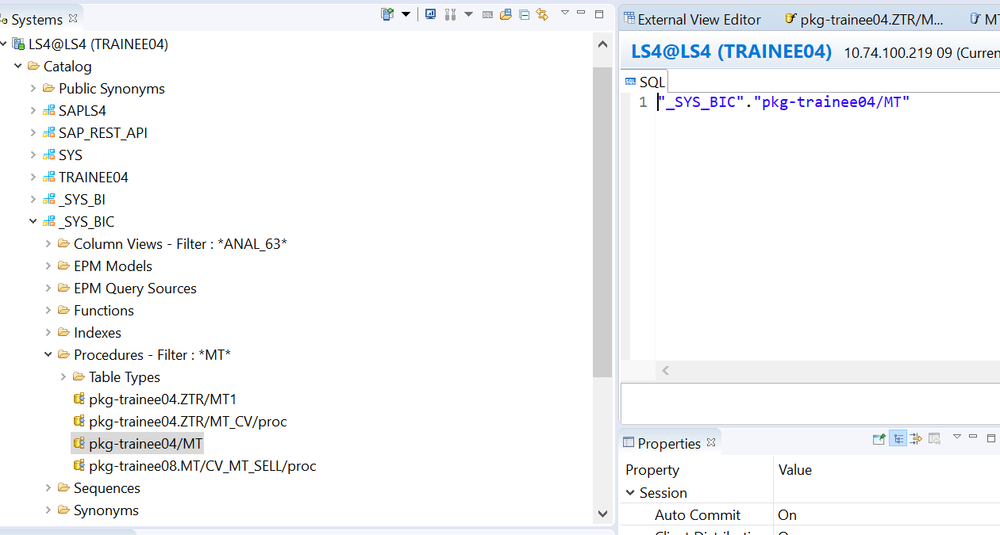 Systems
LS4@LS4 (TRAINEE04)
Catalog
Public Synonyms
SAPLS4
SAP_REST_API
SYS
TRAINEE04
_SYS_BI
_SYS_BIC
Column Views - Filter : *ANAL_63*
EPM Models
EPM Query Sources
Functions
Indexes
Procedures - Filter : *MT*
Table Types
pkg-trainee04.ZTR/MT1
pkg-trainee04.ZTR/MT_CV/proc
pkg-trainee04/MT
pkg-trainee08.MT/CV_MT_SELL/proc
Sequences
Synonyms
External View Editor
pkg-trainee04.ZTR/M...
LS4@LS4 (TRAINEE04) 10.74.100.219 09 (Curren
SQL
1 "_SYS_BIC"."pkg-trainee04/MT"
Properties
Property Value
Session
Auto Commit On